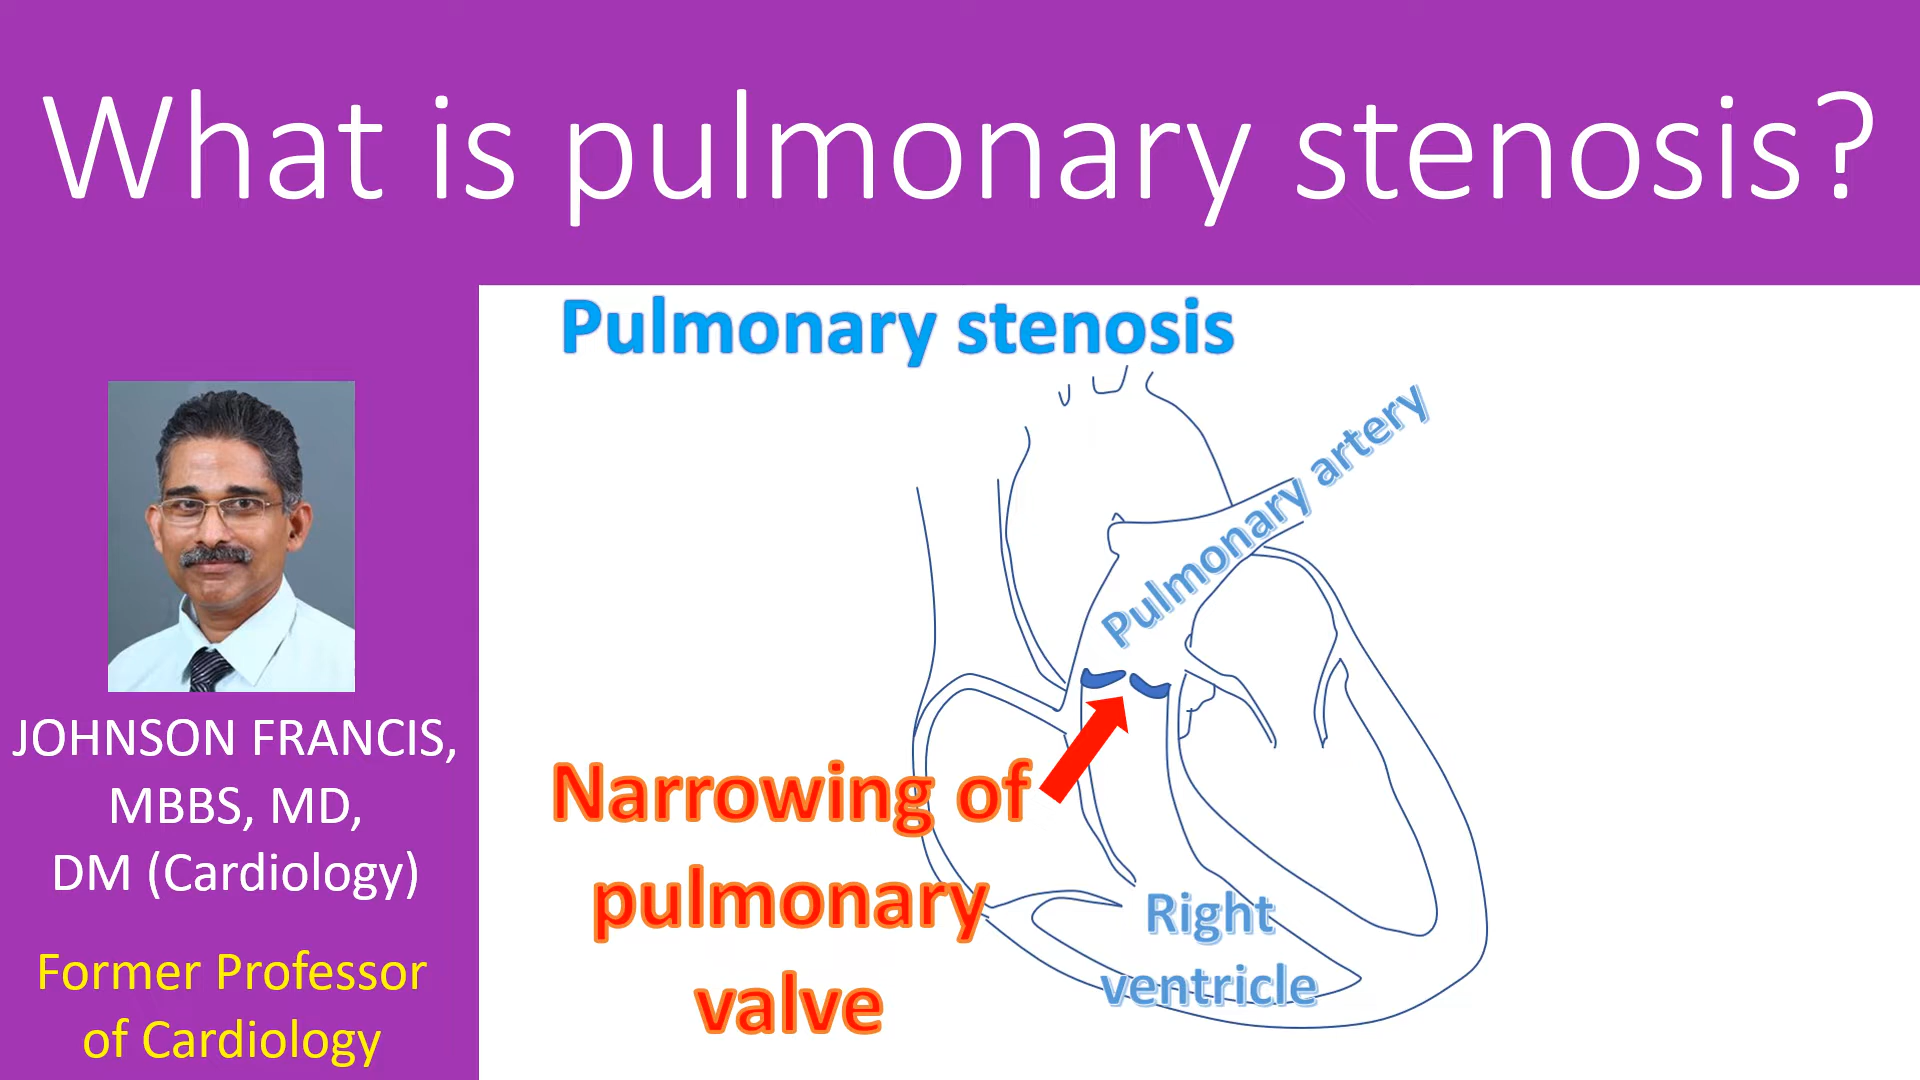 What is pulmonary stenosis?
Pulmonary stenosis
Pulmonary artery
Narrowing of
pulmonary
valve
Right
ventricle
JOHNSON FRANCIS,
MBBS, MD,
DM (Cardiology)
Former Professor
of Cardiology